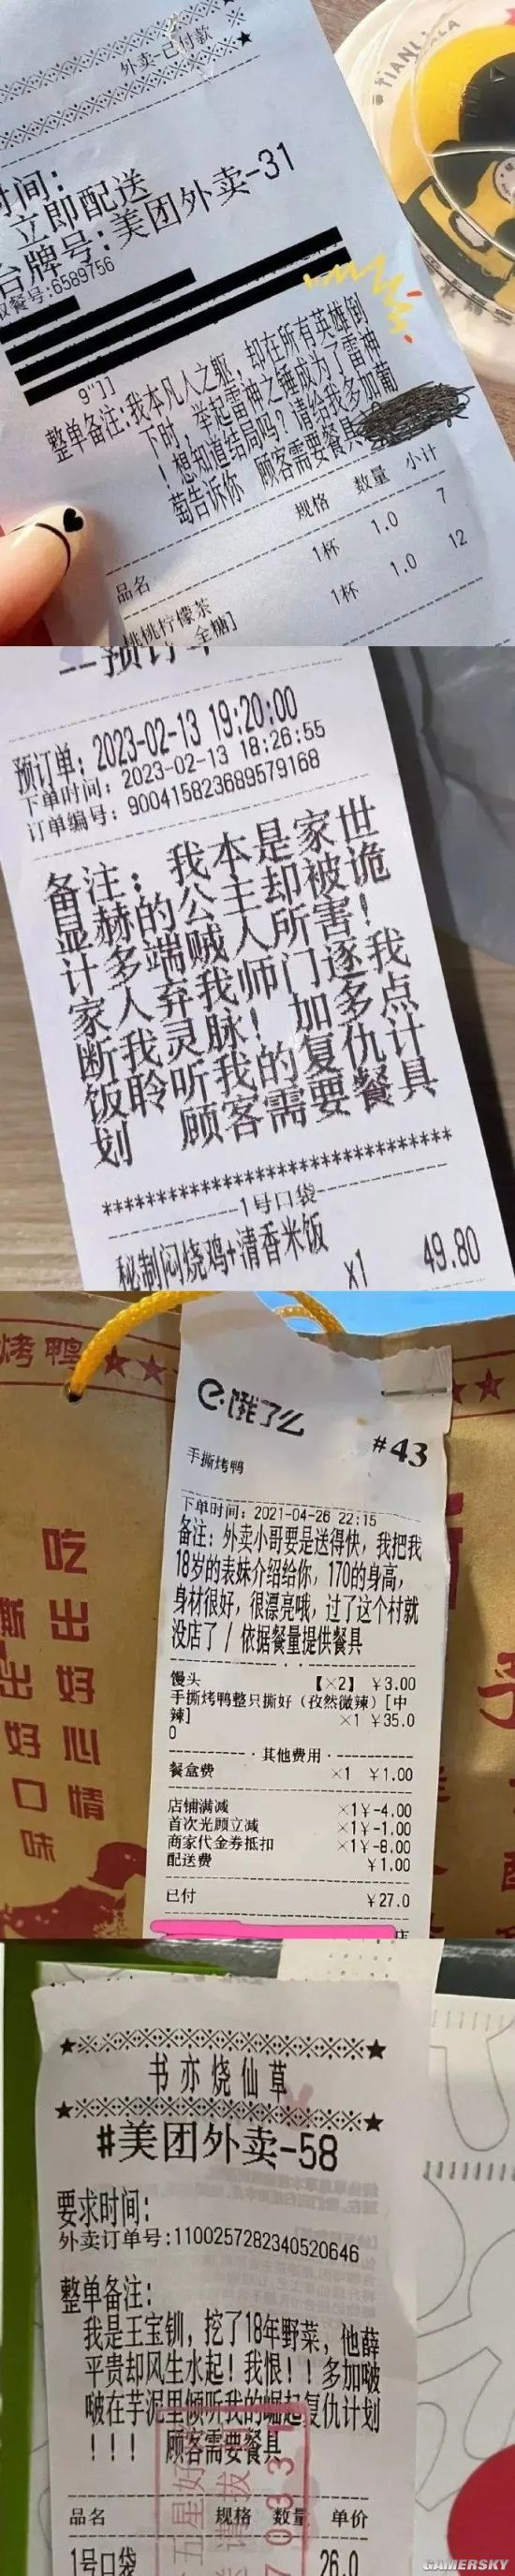 外卖-已付款
时间:
立即配送
台牌号:美团外卖-31
取餐号:6589756
9"]]
整单备注:我本凡人之躯,却在所有英雄倒
下时,举起雷神之锤成为了雷神
!想知道结局吗?请给我多加葡
萄告诉你 顾客需要餐具
品名 规格 数量 小计
1杯 1.0 7
桃桃柠檬茶
1杯 1.0 12
全糖]
--预订单
预订单: 2023-02-13 19:20:00
下单时间: 2023-02-13 18:26:55
订单编号: 900415823689579168
备注: 我本是家世
显赫的公主却被诡
计多端贼人所害!
家人弃我师门逐我
断我灵脉! 加多点
饭聆听我的复仇计
划 顾客需要餐具
******************************
1号口袋
秘制闷烧鸡+清香米饭
x1 49.80
烤鸭
吃出好心情
撕出好口味
饿了么
#43
手撕烤鸭
下单时间: 2021-04-26 22:15
备注: 外卖小哥要是送得快, 我把我
18岁的表妹介绍给你, 170的身高,
身材很好, 很漂亮哦, 过了这个村就
没店了 / 依据餐量提供餐具
馒头 【×2】 ¥3.00
手撕烤鸭整只撕好(孜然微辣)[中
辣] ×1 ¥35.0
0
其他费用
餐盒费 ×1 ¥1.00
店铺满减 ×1¥-4.00
首次光顾立减 ×1¥-1.00
商家代金券抵扣 ×1¥-8.00
配送费 ¥1.00
已付 ¥27.0
店
书亦烧仙草
#美团外卖-58
要求时间:
外卖订单号:1100257282340520646
整单备注:
我是王宝钏, 挖了18年野菜, 他薛
平贵却风生水起! 我恨!! 多加啵
啵在芋泥里倾听我的崛起复仇计划
!!! 顾客需要餐具
品名 规格 数量 单价
1号口袋 26.0
GAMERSKY